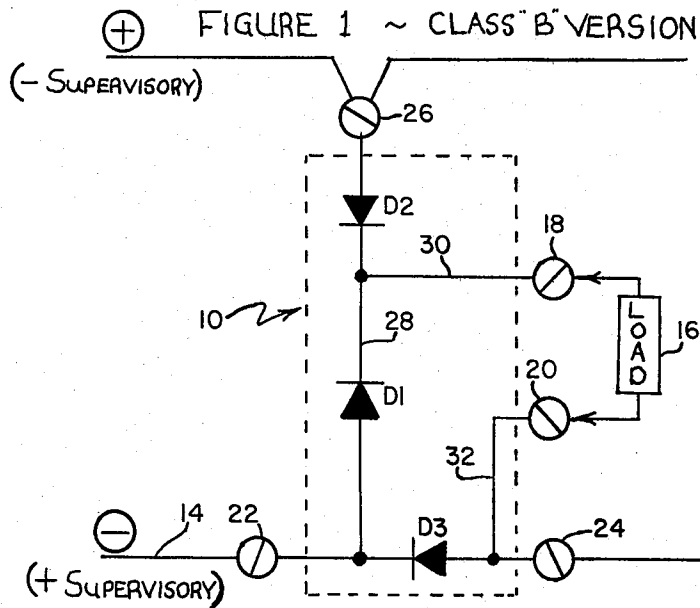 + FIGURE 1 ~ CLASS "B" VERSION
(- SUPERVISORY)
26
D2
18
30
10
28
LOAD
16
20
D1
32
14
22
D3
24
−
(+ SUPERVISORY)